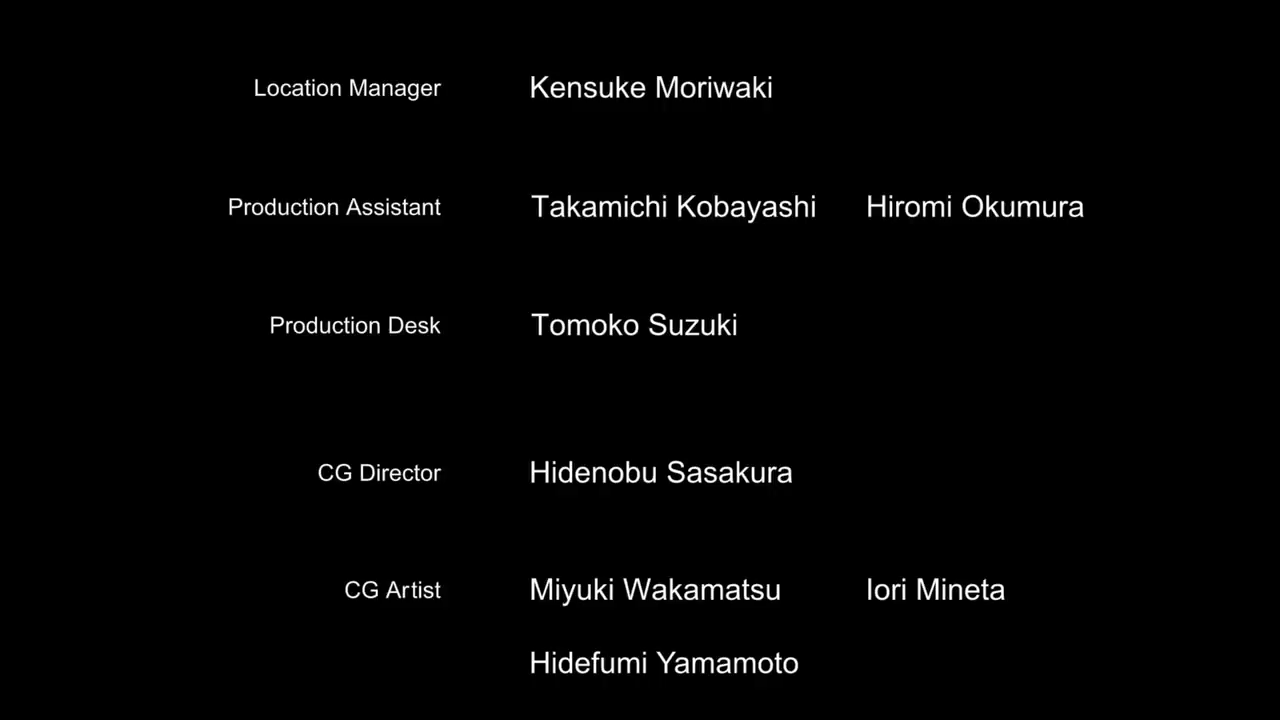 Location Manager Kensuke Moriwaki
Production Assistant Takamichi Kobayashi Hiromi Okumura
Production Desk Tomoko Suzuki
CG Director Hidenobu Sasakura
CG Artist Miyuki Wakamatsu Iori Mineta
Hidefumi Yamamoto